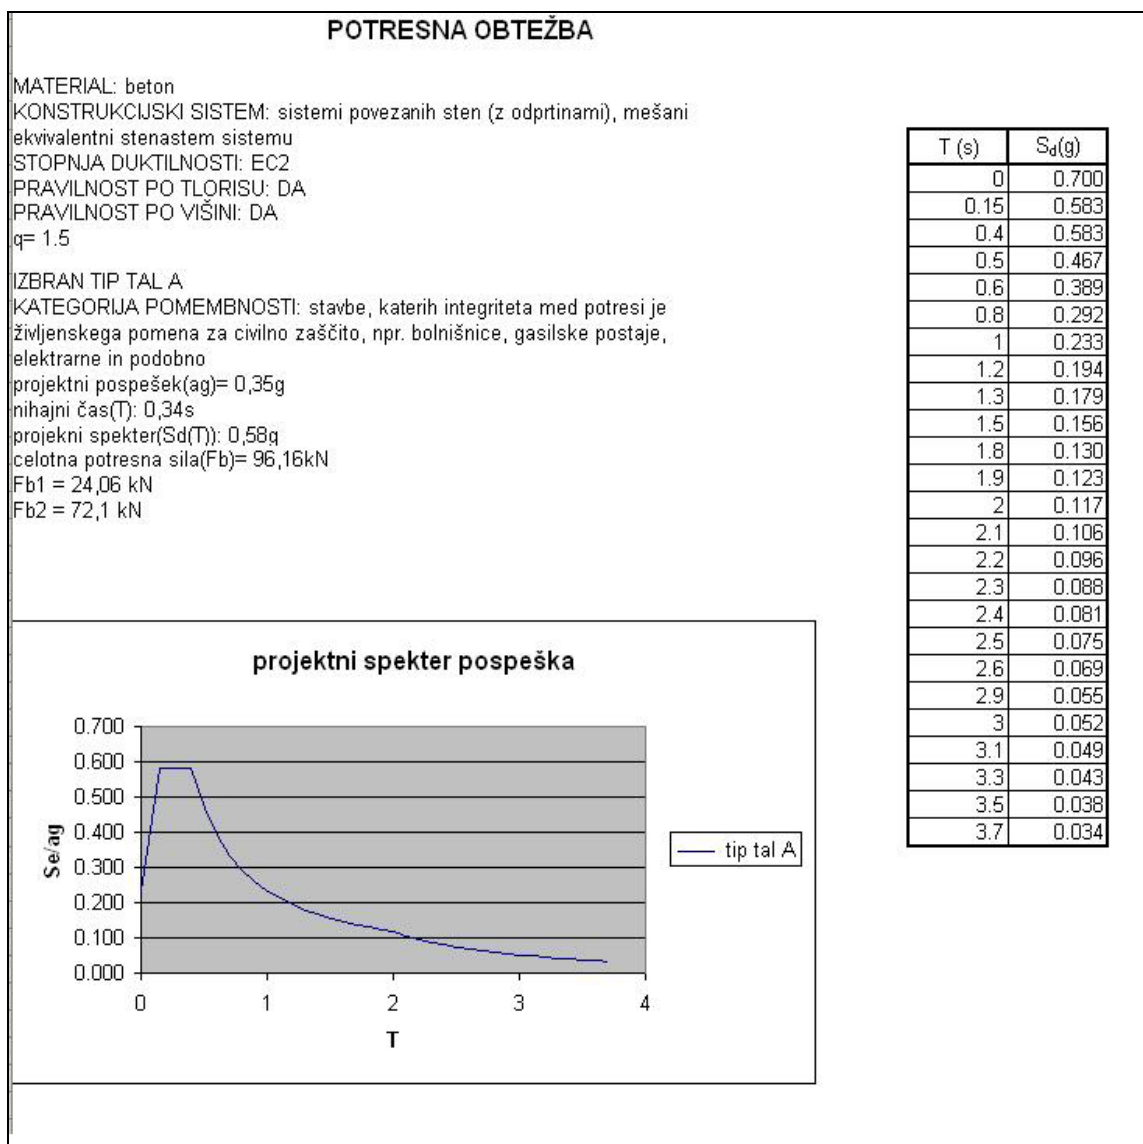 POTRESNA OBTEŽBA
MATERIAL: beton
KONSTRUKCIJSKI SISTEM: sistemi povezanih sten (z odprtinami), mešani
ekvivalentni stenastem sistemu
STOPNJA DUKTILNOSTI: EC2
PRAVILNOST PO TLORISU: DA
PRAVILNOST PO VIŠINI: DA
q= 1.5
IZBRAN TIP TAL A
KATEGORIJA POMEMBNOSTI: stavbe, katerih integriteta med potresi je
življenskega pomena za civilno zaščito, npr. bolnišnice, gasilske postaje,
elektrarne in podobno
projektni pospešek(ag)= 0,35g
nihajni čas(T): 0,34s
projekni spekter(Sd(T)): 0,58g
celotna potresna sila(Fb)= 96,16kN
Fb1 = 24,06 kN
Fb2 = 72,1 kN
T (s) Sd(g)
0 0.700
0.15 0.583
0.4 0.583
0.5 0.467
0.6 0.389
0.8 0.292
1 0.233
1.2 0.194
1.3 0.179
1.5 0.156
1.8 0.130
1.9 0.123
2 0.117
2.1 0.106
2.2 0.096
2.3 0.088
2.4 0.081
2.5 0.075
2.6 0.069
2.9 0.055
3 0.052
3.1 0.049
3.3 0.043
3.5 0.038
3.7 0.034
projektni spekter pospeška
Se/ag
0.700
0.600
0.500
0.400
0.300
0.200
0.100
0.000
0 1 2 3 4
T
tip tal A